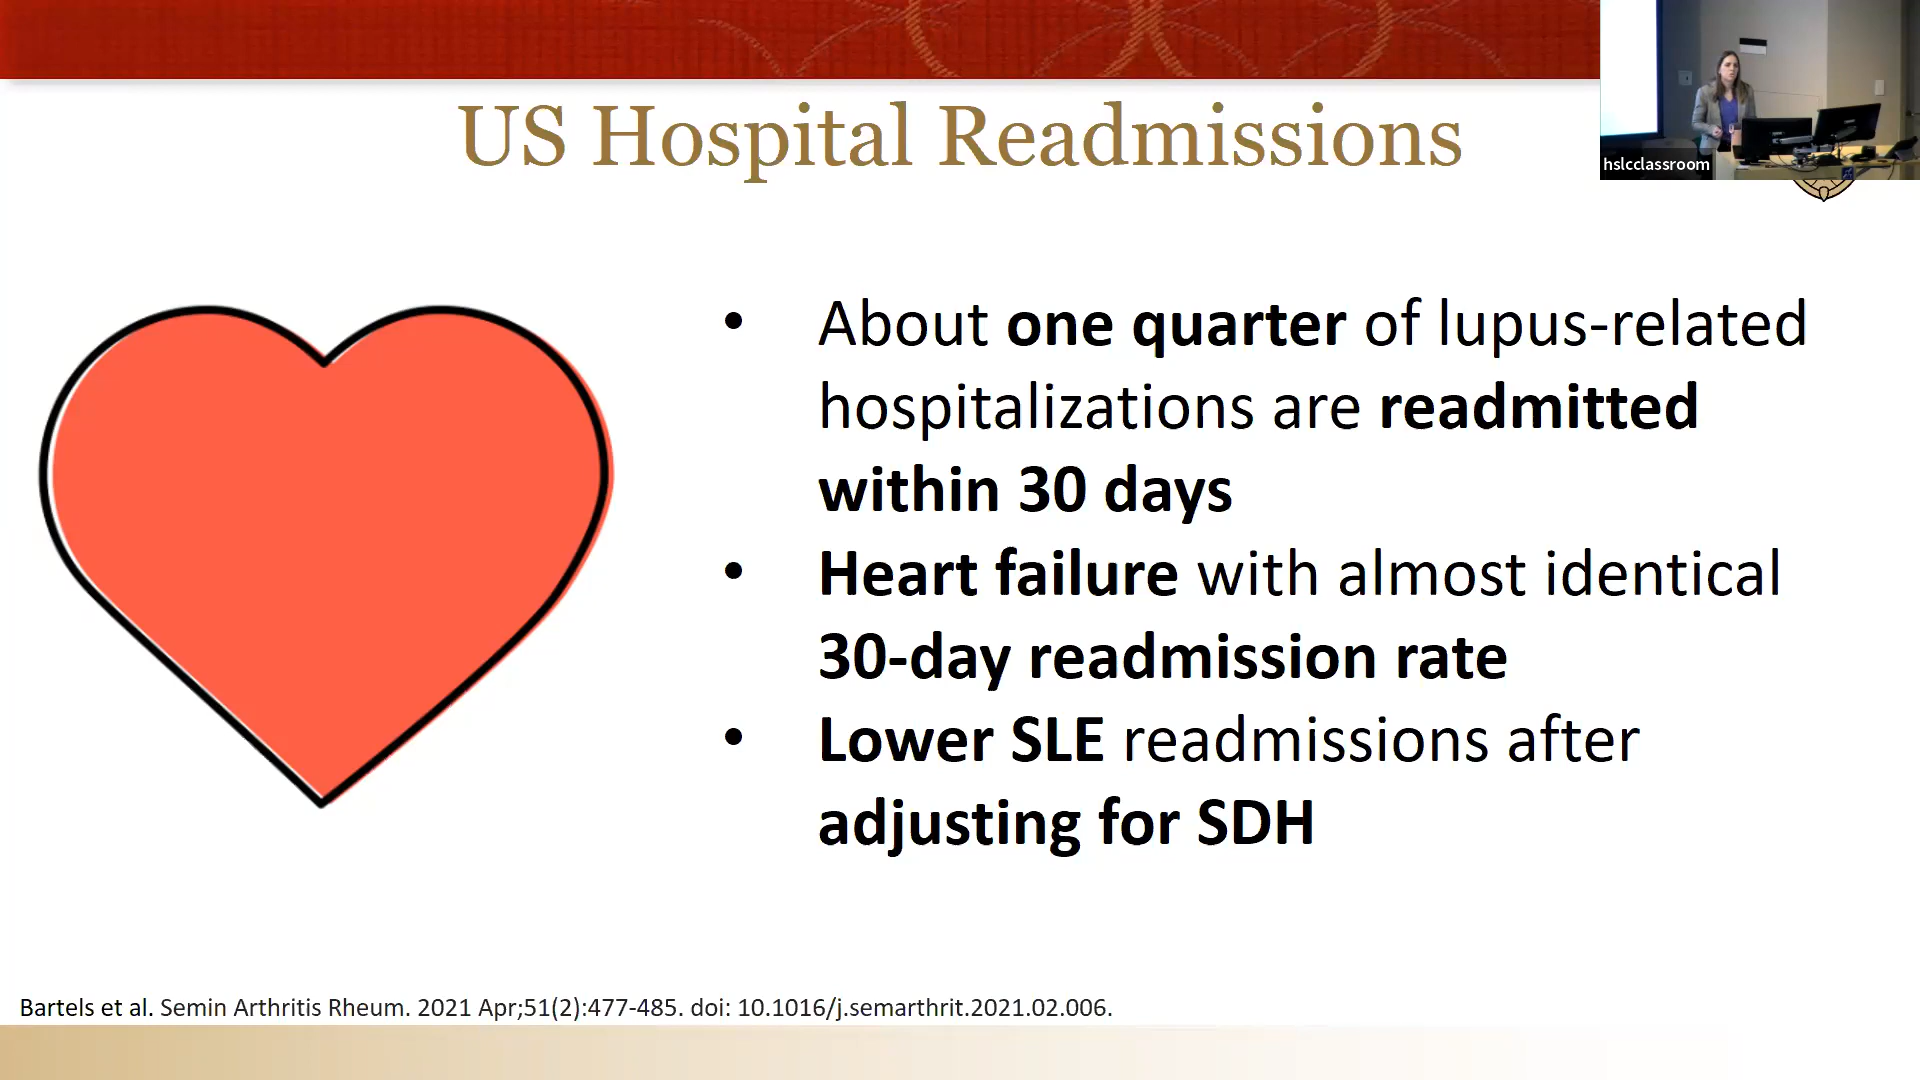 US Hospital Readmissions
hslcclassroom
• About one quarter of lupus-related
hospitalizations are readmitted
within 30 days
• Heart failure with almost identical
30-day readmission rate
• Lower SLE readmissions after
adjusting for SDH
Bartels et al. Semin Arthritis Rheum. 2021 Apr;51(2):477-485. doi: 10.1016/j.semarthrit.2021.02.006.